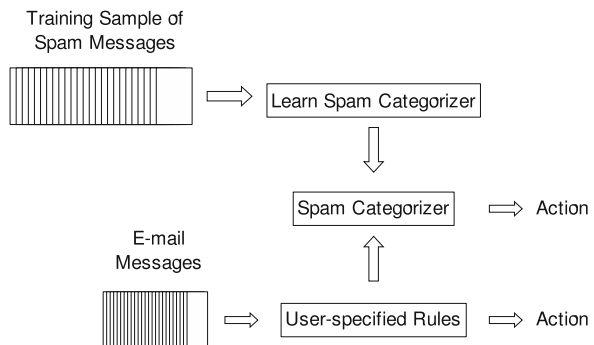 Training Sample of
Spam Messages
Learn Spam Categorizer
Spam Categorizer
Action
E-mail
Messages
User-specified Rules
Action